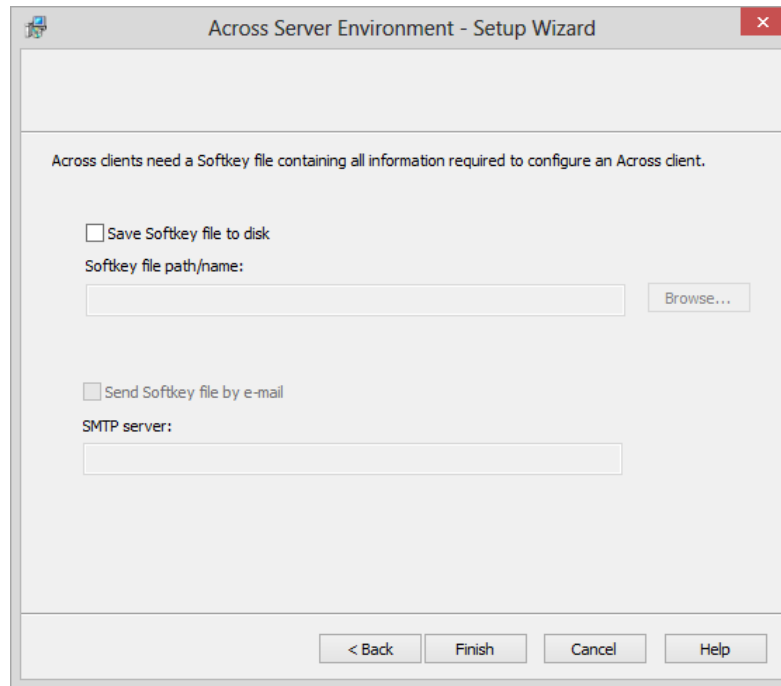 Across Server Environment - Setup Wizard
Across clients need a Softkey file containing all information required to configure an Across client.
Save Softkey file to disk
Softkey file path/name:
Browse...
Send Softkey file by e-mail
SMTP server:
< Back Finish Cancel Help